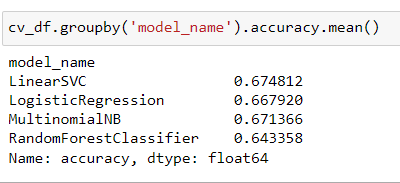 cv_df.groupby('model_name').accuracy.mean()
model_name
LinearSVC 0.674812
LogisticRegression 0.667920
MultinomialNB 0.671366
RandomForestClassifier 0.643358
Name: accuracy, dtype: float64